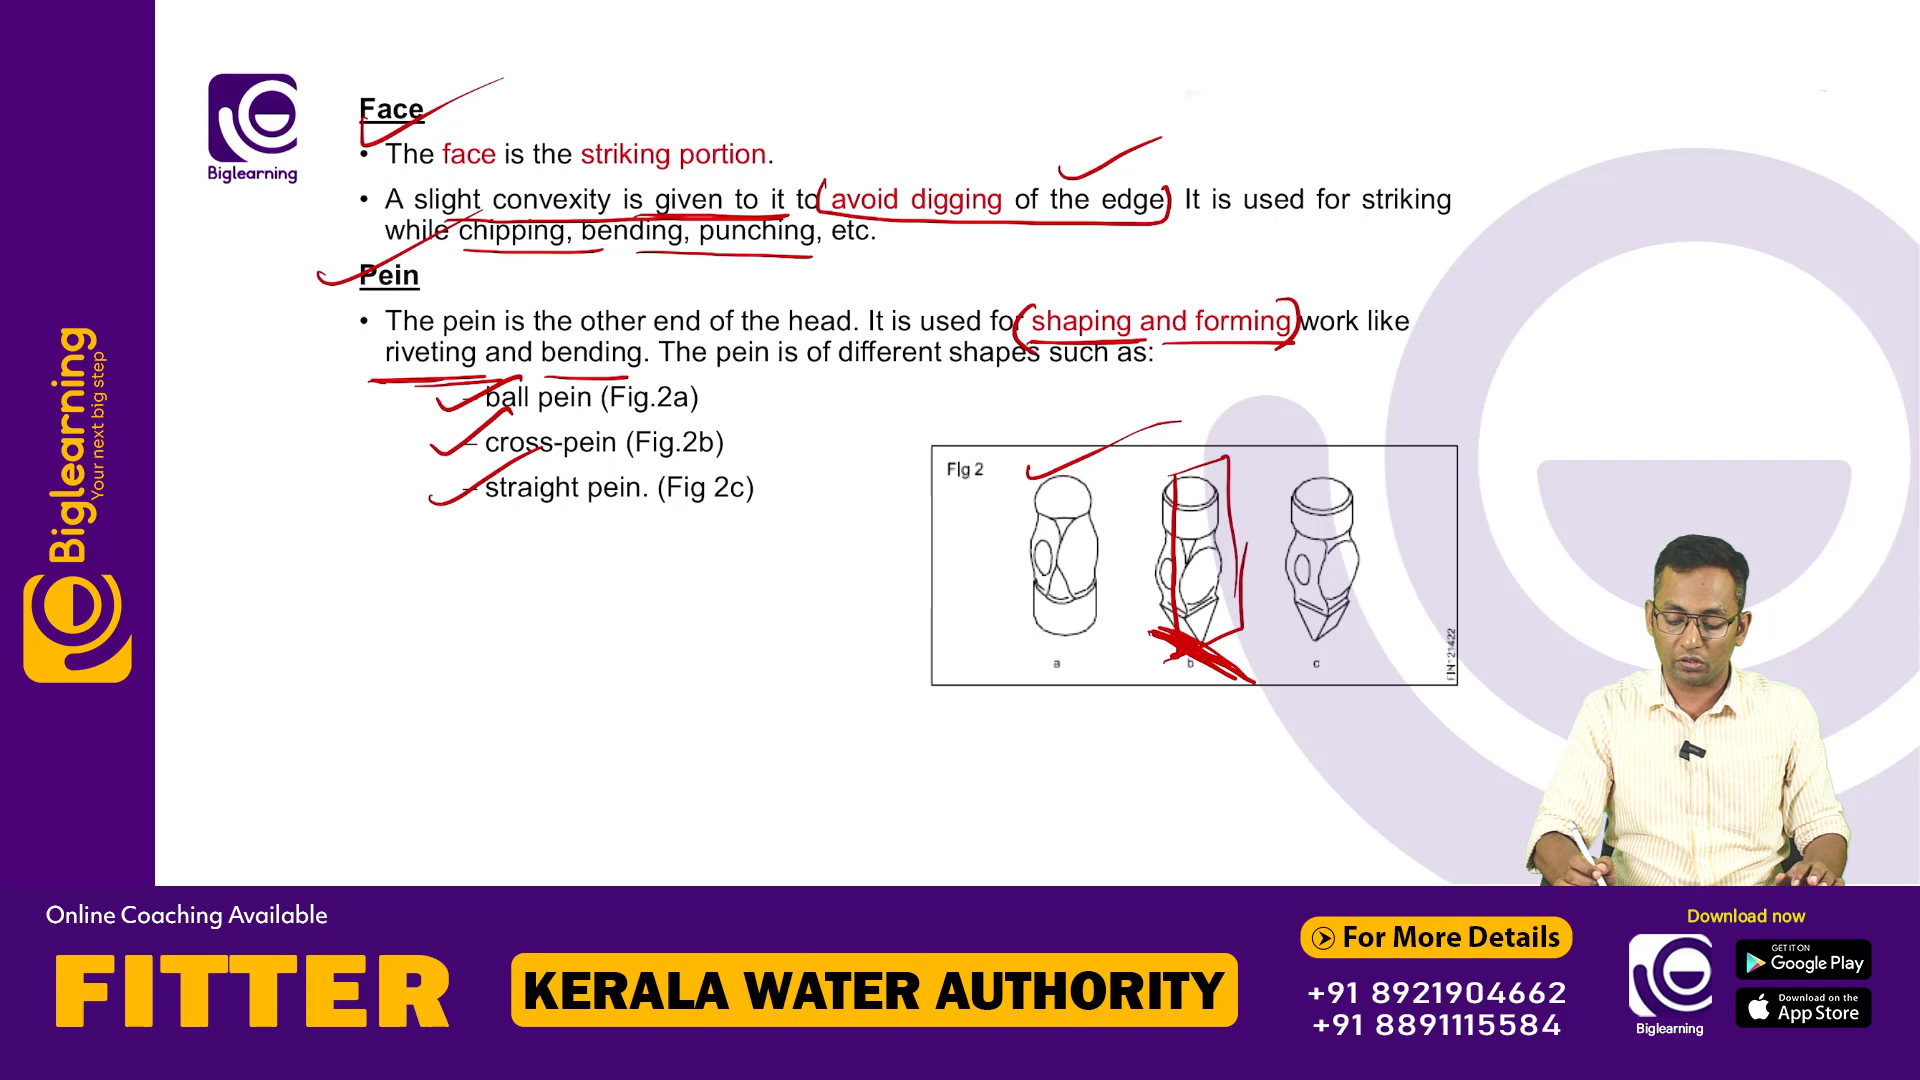 Biglearning
Face
• The face is the striking portion.
• A slight convexity is given to it to avoid digging of the edge. It is used for striking
while chipping, bending, punching, etc.
Pein
• The pein is the other end of the head. It is used for shaping and forming work like
riveting and bending. The pein is of different shapes such as:
– ball pein (Fig.2a)
– cross-pein (Fig.2b)
– straight pein. (Fig 2c)
Fig 2
a
b
c
Biglearning
Your next big step
Online Coaching Available
FITTER
KERALA WATER AUTHORITY
For More Details
+91 8921904662
+91 8891115584
Download now
Biglearning
GET IT ON
Google Play
Download on the
App Store